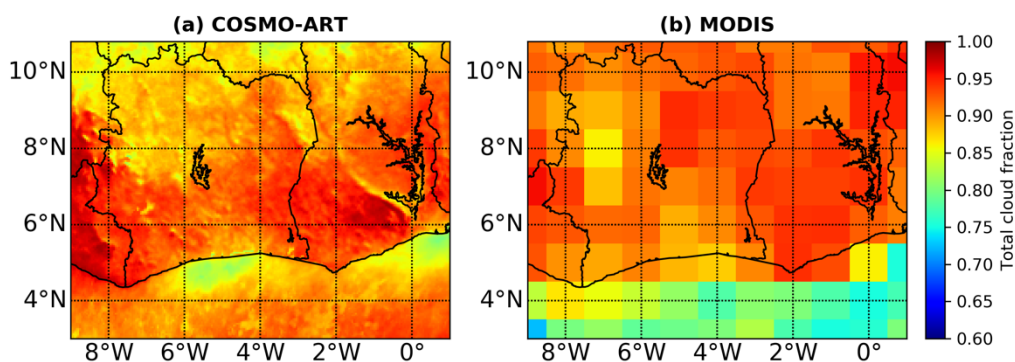 (a) COSMO-ART
(b) MODIS
10°N
8°N
6°N
4°N
8°W 6°W 4°W 2°W 0°
10°N
8°N
6°N
4°N
8°W 6°W 4°W 2°W 0°
1.00
0.95
0.90
0.85
0.80
0.75
0.70
0.65
0.60
Total cloud fraction